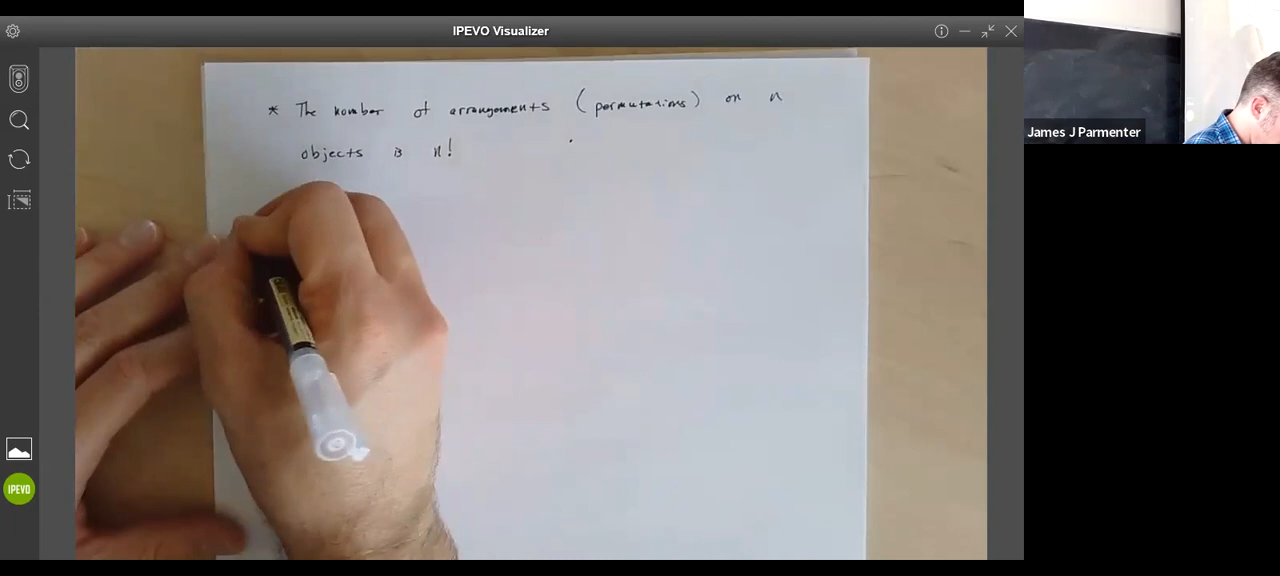 IPEVO Visualizer
* The number of arrangements (permutations) on n
objects is n!
James J Parmenter
IPEVO